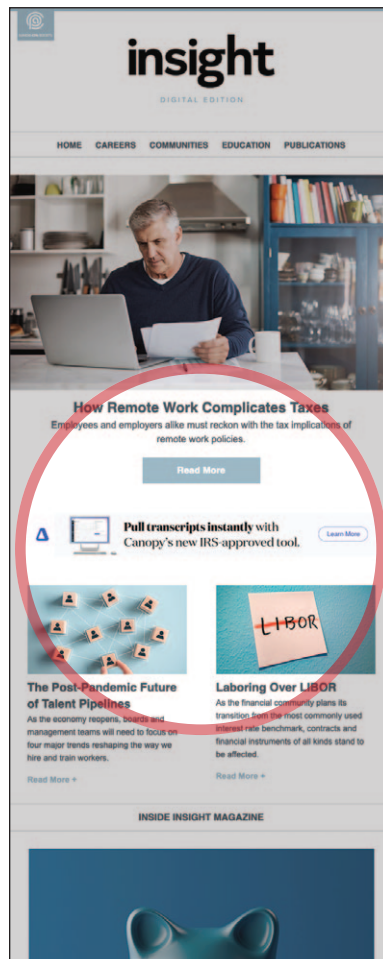 insight
DIGITAL EDITION
HOME CAREERS COMMUNITIES EDUCATION PUBLICATIONS
How Remote Work Complicates Taxes
Employees and employers alike must reckon with the tax implications of
remote work policies.
Read More
Pull transcripts instantly with
Canopy's new IRS-approved tool.
Learn More
LIBOR
The Post-Pandemic Future
of Talent Pipelines
As the economy reopens, boards and
management teams will need to focus on
four major trends reshaping the way we
hire and train workers.
Read More +
Laboring Over LIBOR
As the financial community plans its
transition from the most commonly used
interest rate benchmark, contracts and
financial instruments of all kinds stand to
be affected.
Read More +
INSIDE INSIGHT MAGAZINE